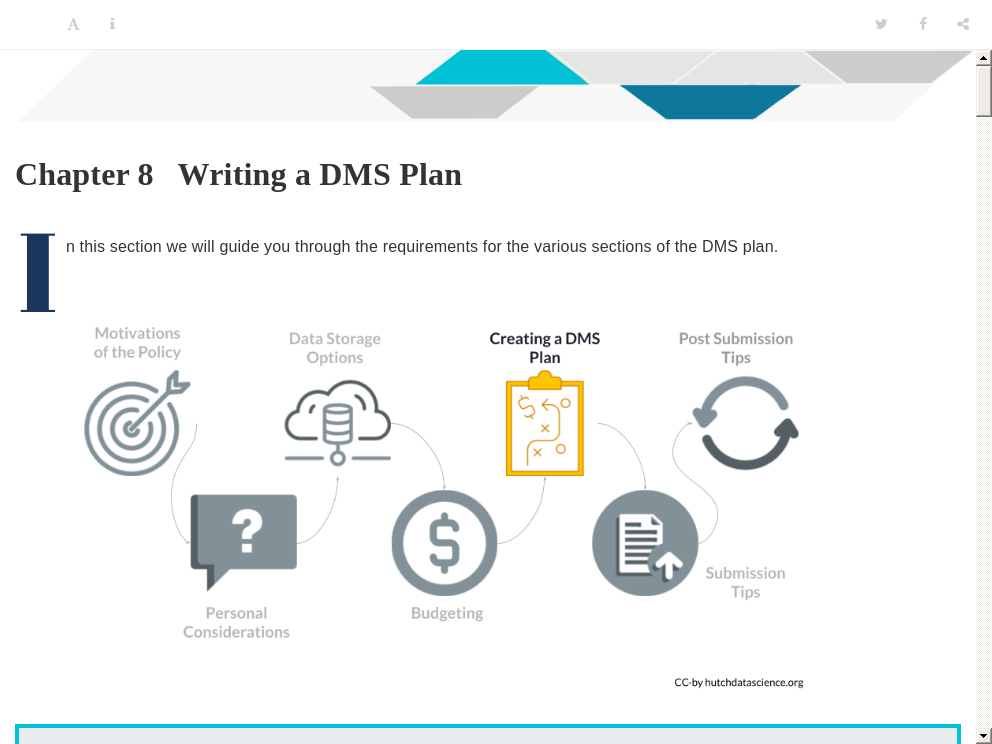 Chapter 8 Writing a DMS Plan
In this section we will guide you through the requirements for the various sections of the DMS plan.
Motivations
of the Policy
Data Storage
Options
Creating a DMS
Plan
Post Submission
Tips
Personal
Considerations
Budgeting
Submission
Tips
CC-by hutchdatascience.org